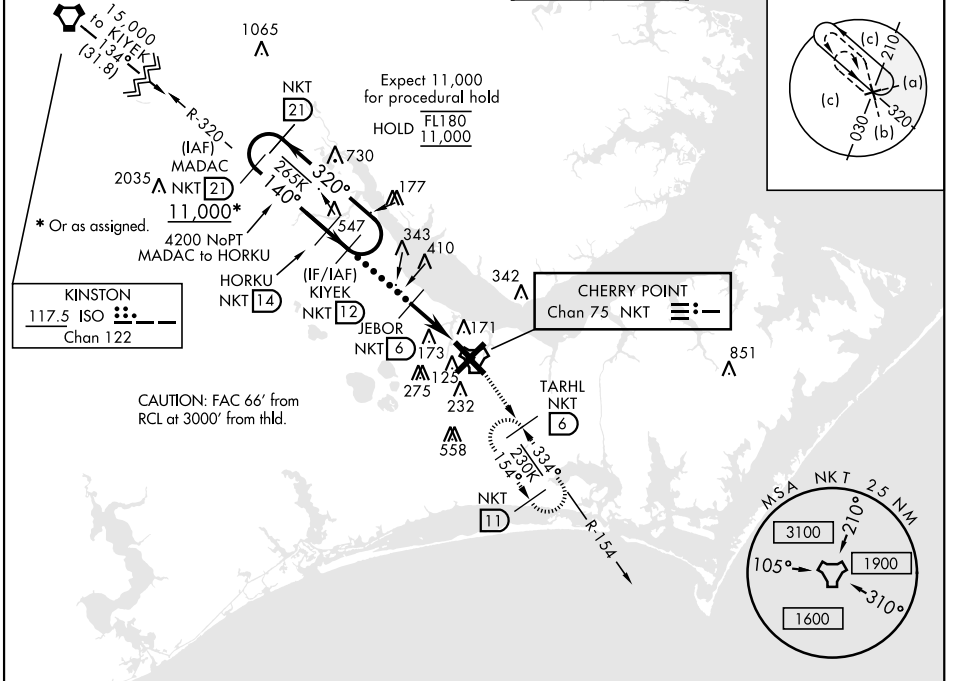 15,000
to KIYEK
134°
(31.8)
1065
R-320
NKT
21
Expect 11,000
for procedural hold
HOLD FL180
11,000
(IAF)
MADAC
NKT 21
11,000*
2035
* Or as assigned.
4200 NoPT
MADAC to HORKU
730
265K
320°
140°
177
547
343
410
HORKU
NKT 14
(IF/IAF)
KIYEK
NKT 12
JEBOR
NKT 6
KINSTON
117.5 ISO
Chan 122
342
CHERRY POINT
Chan 75 NKT
171
173
125
275
232
851
558
CAUTION: FAC 66' from
RCL at 3000' from thld.
TARHL
NKT
6
334°
230K
154°
NKT
11
R-154
(c)
210
(a)
(c)
320
030
(b)
MSA NKT 25 NM
3100
210°
105°
1900
310°
1600